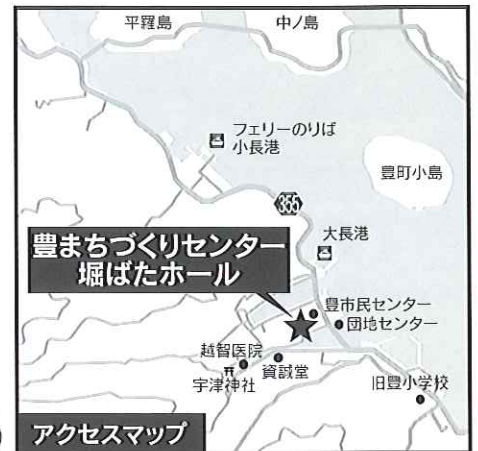 平羅島
中ノ島
フェリーのりば
小長港
豊町小島
355
大長港
豊まちづくりセンター
堀ばたホール
豊市民センター
団地センター
越智医院
資誠堂
宇津神社
旧豊小学校
アクセスマップ